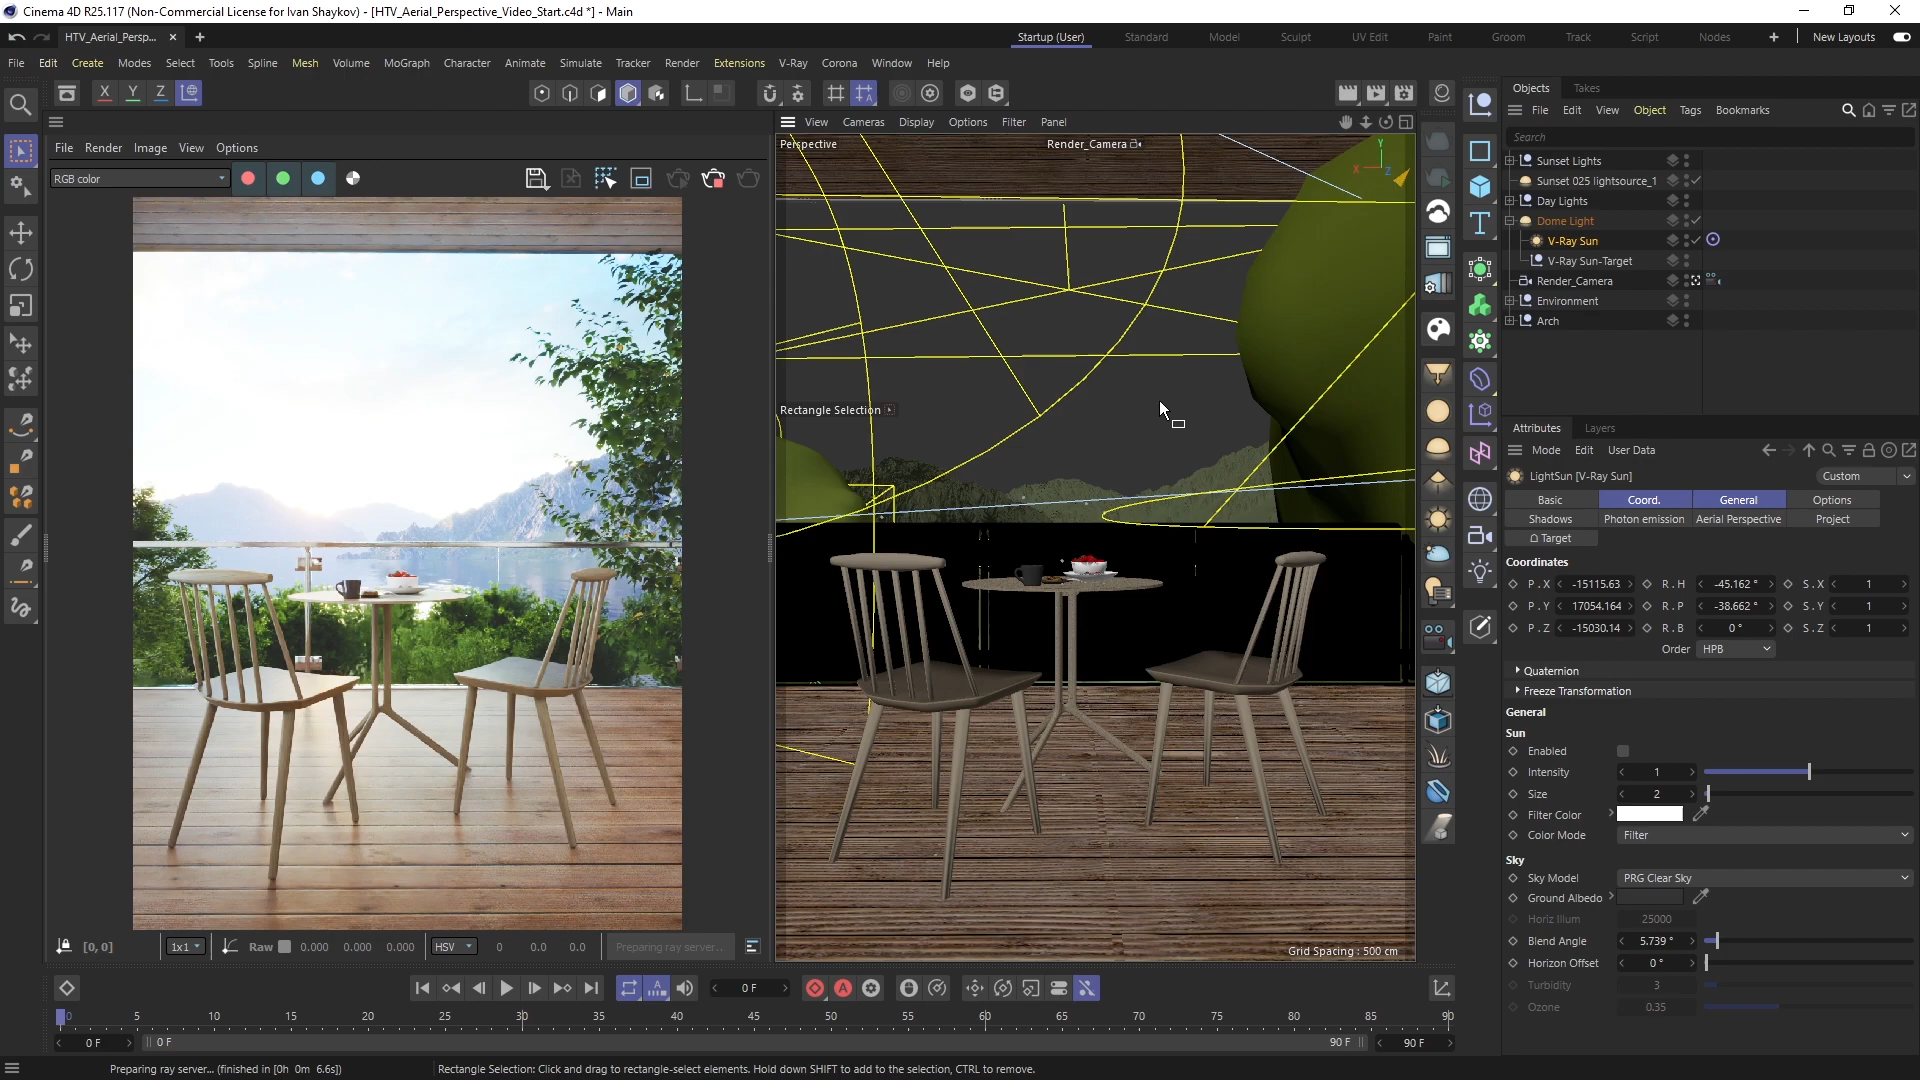 Cinema 4D R25.117 (Non-Commercial License for Ivan Shaykov) - [HTV_Aerial_Perspective_Video_Start.c4d *] - Main
HTV_Aerial_Persp... × +
Startup (User) Standard Model Sculpt UV Edit Paint Groom Track Script Nodes + New Layouts
File Edit Create Modes Select Tools Spline Mesh Volume MoGraph Character Animate Simulate Tracker Render Extensions V-Ray Corona Window Help
X Y Z
File Render Image View Options
RGB color
View Cameras Display Options Filter Panel
Perspective Render_Camera
Y X Z
Rectangle Selection
Grid Spacing : 500 cm
[0, 0] 1x1 Raw 0.000 0.000 0.000 HSV 0 0.0 0.0 Preparing ray server..
Objects Takes
File Edit View Object Tags Bookmarks
Search
Sunset Lights
Sunset 025 lightsource_1
Day Lights
Dome Light
V-Ray Sun
V-Ray Sun-Target
Render_Camera
Environment
Arch
Attributes Layers
Mode Edit User Data
LightSun [V-Ray Sun] Custom
Basic Coord. General Options
Shadows Photon emission Aerial Perspective Project
Target
Coordinates
P . X -15115.63 R . H -45.162 ° S . X 1
P . Y 17054.164 R . P -38.662 ° S . Y 1
P . Z -15030.14 R . B 0 ° S . Z 1
Order HPB
Quaternion
Freeze Transformation
General
Sun
Enabled
Intensity 1
Size 2
Filter Color
Color Mode Filter
Sky
Sky Model PRG Clear Sky
Ground Albedo
Horiz Illum 25000
Blend Angle 5.739 °
Horizon Offset 0 °
Turbidity 3
Ozone 0.35
0 F
0 5 10 15 20 25 30 35 40 45 50 55 60 65 70 75 80 85 90
0 F 0 F 90 F 90 F
Preparing ray server... (finished in [0h 0m 6.6s]) Rectangle Selection: Click and drag to rectangle-select elements. Hold down SHIFT to add to the selection, CTRL to remove.